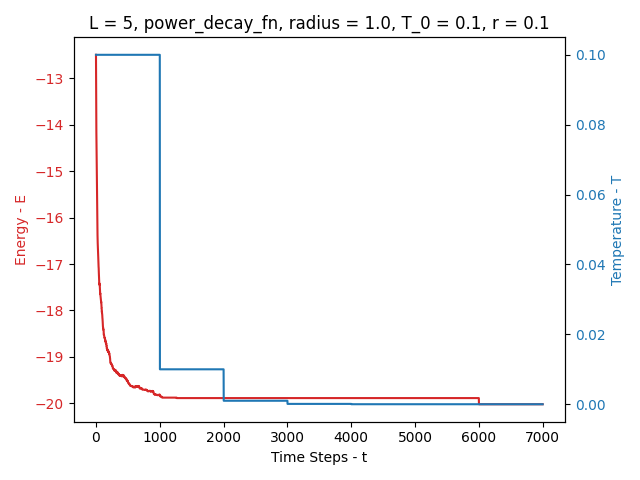 L = 5, power_decay_fn, radius = 1.0, T_0 = 0.1, r = 0.1
Energy - E
−13
−14
−15
−16
−17
−18
−19
−20
0.10
0.08
0.06
0.04
0.02
0.00
Temperature - T
0 1000 2000 3000 4000 5000 6000 7000
Time Steps - t